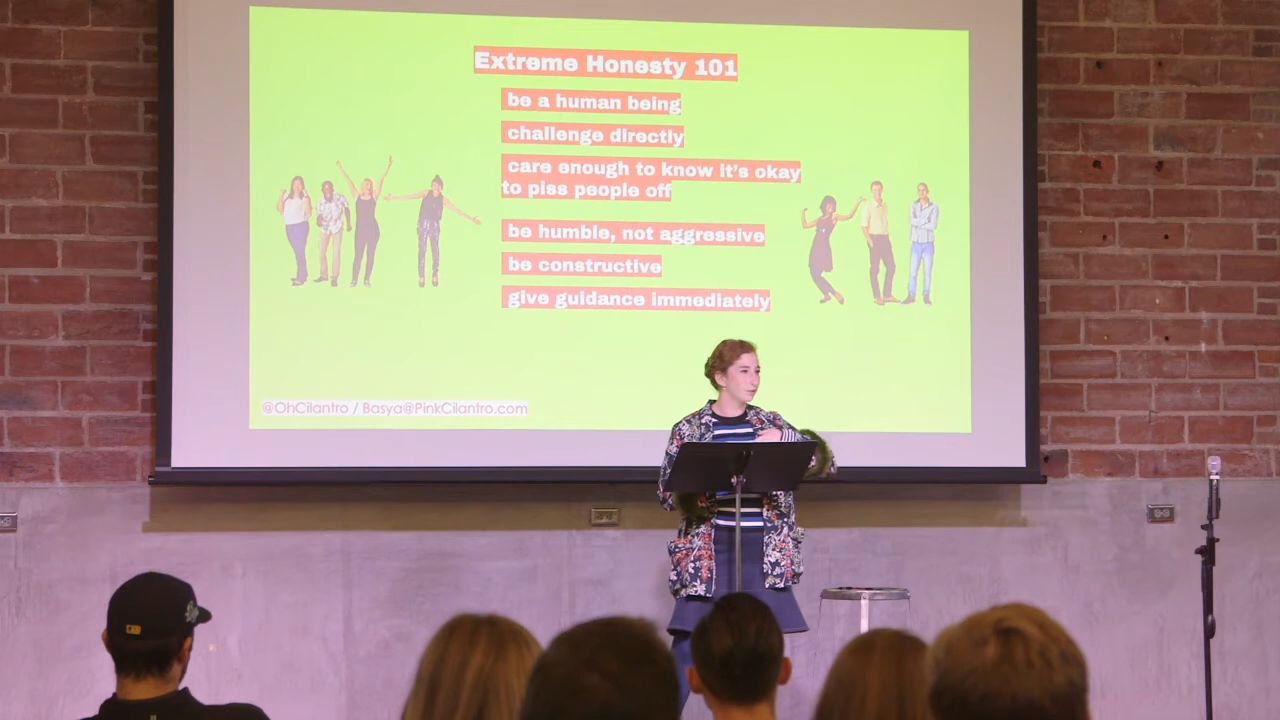 Extreme Honesty 101
be a human being
challenge directly
care enough to know it's okay
to piss people off
be humble, not aggressive
be constructive
give guidance immediately
@OhCilantro / Basya@PinkCilantro.com